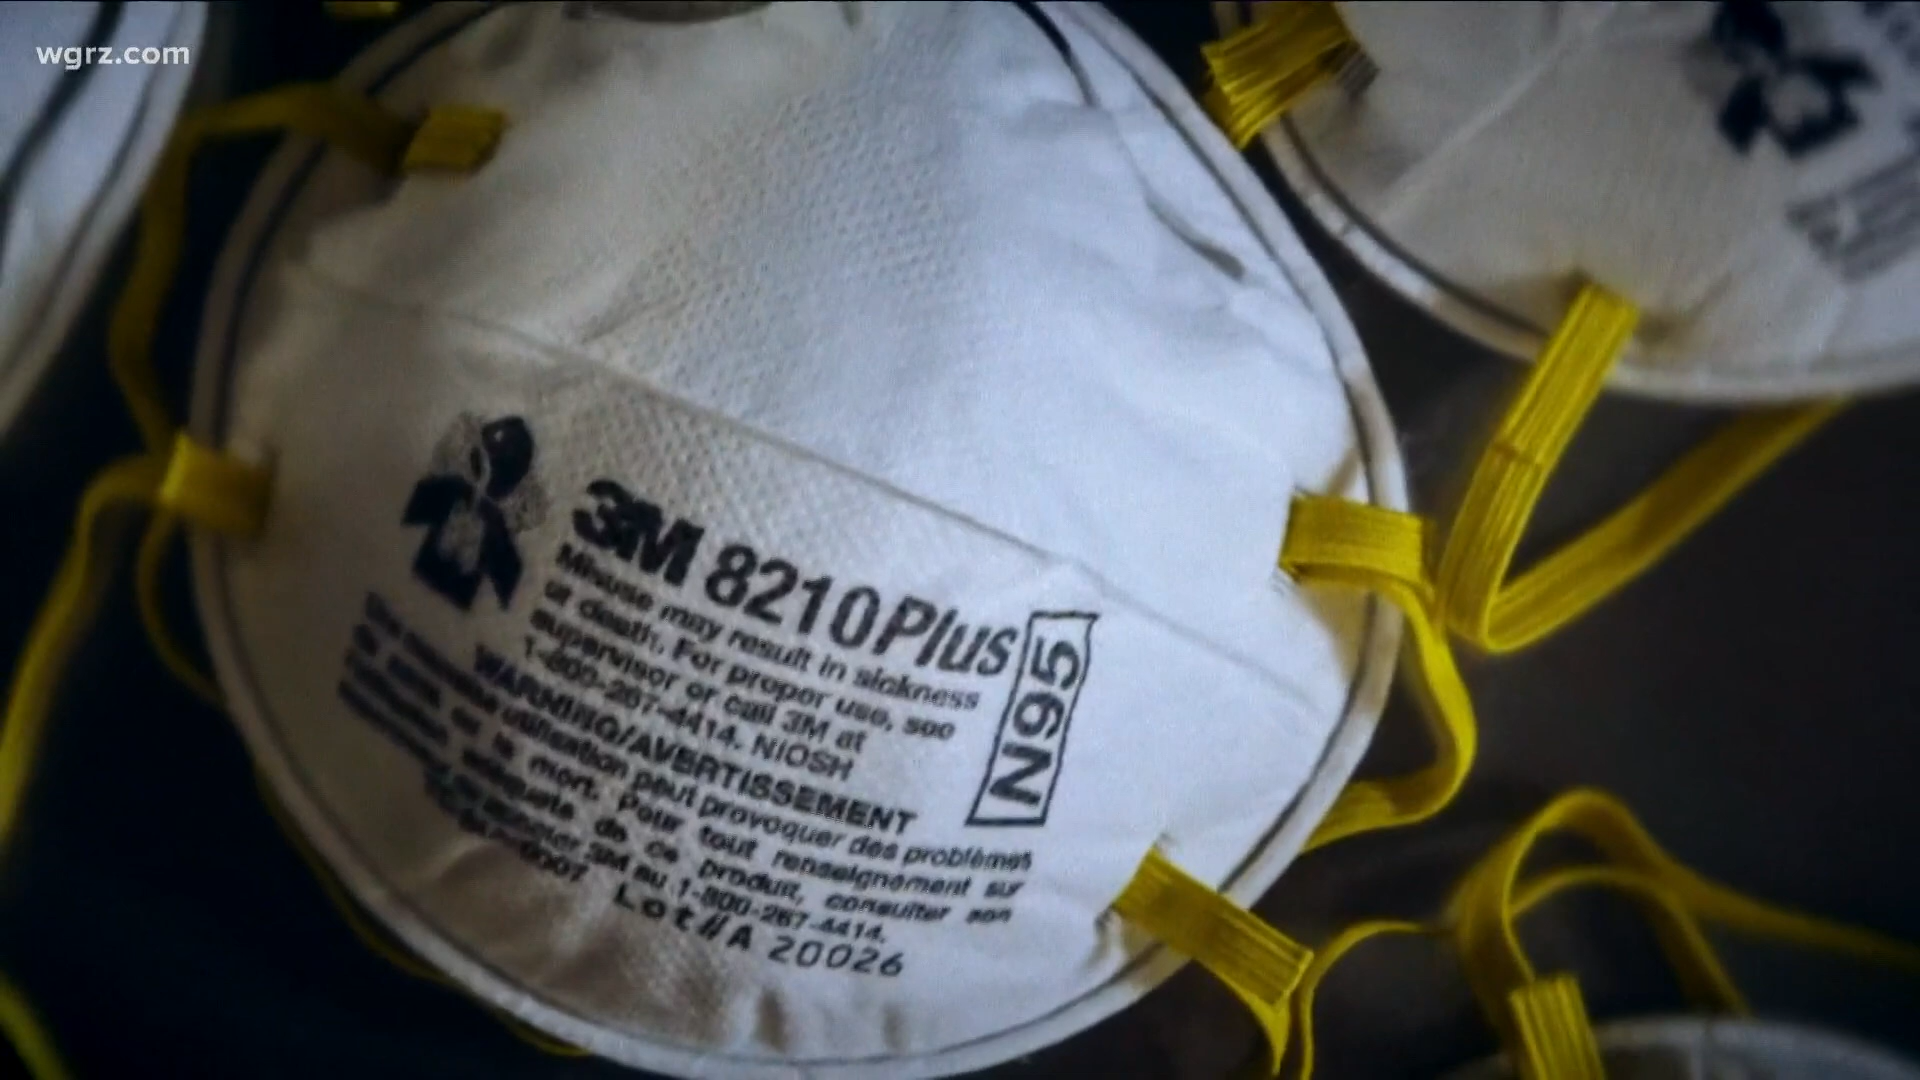 wgrz.com
3M 8210Plus
N95
Misuse may result in sickness
or death. For proper use, see
supervisor or call 3M at
1-800-267-4414. NIOSH
WARNING/AVERTISSEMENT
utilisation peut provoquer des problèmes
ou la mort. Pour tout renseignement sur
adéquate de ce produit, consulter son
3M au 1-800-267-4414.
Lot#A 20026